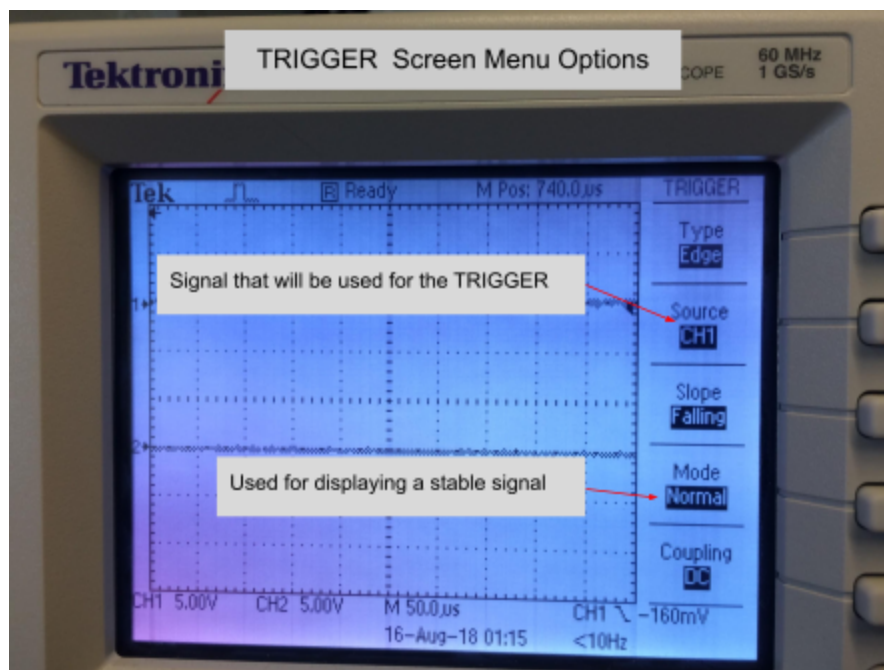 TRIGGER Screen Menu Options
Tektroni
COPE
60 MHz
1 GS/s
Tek
R Ready
M Pos: 740.0µs
TRIGGER
Type
Edge
Signal that will be used for the TRIGGER
1
Source
CH1
Slope
Falling
2
Mode
Normal
Used for displaying a stable signal
Coupling
DC
CH1 5.00V
CH2 5.00V
M 50.0µs
CH1
-160mV
16-Aug-18 01:15
<10Hz